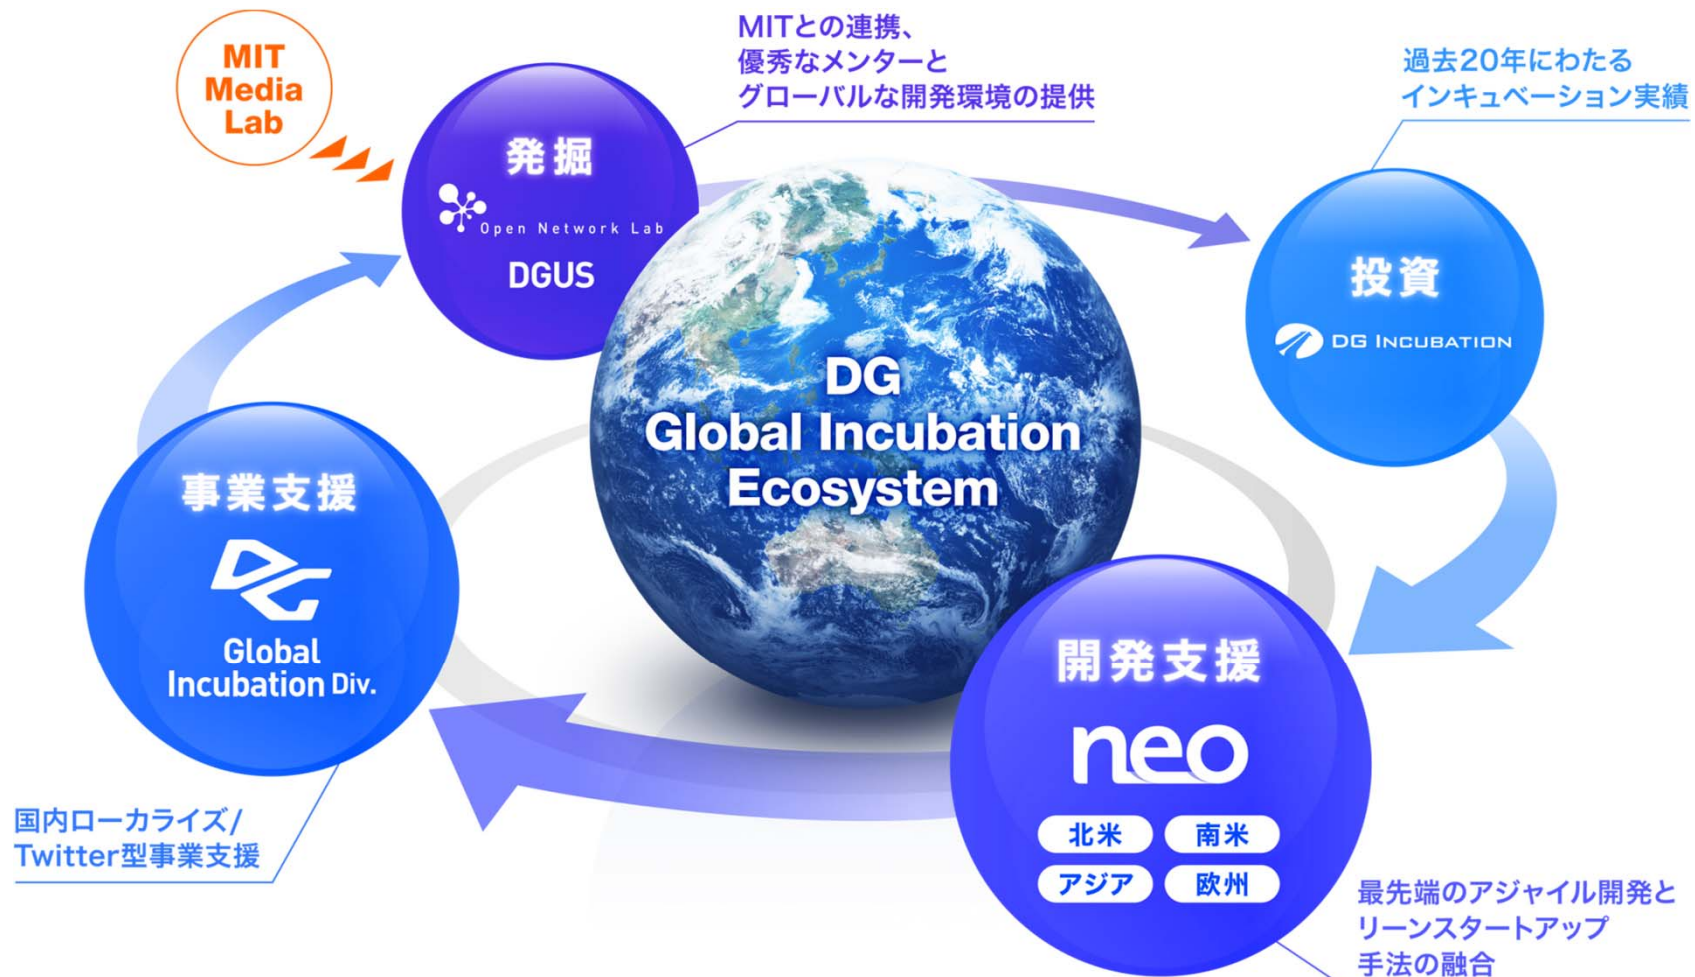 MIT
Media
Lab
発掘
Open Network Lab
DGUS
MITとの連携、
優秀なメンターと
グローバルな開発環境の提供
過去20年にわたる
インキュベーション実績
投資
DG INCUBATION
DG
Global Incubation
Ecosystem
事業支援
DG
Global
Incubation Div.
国内ローカライズ/
Twitter型事業支援
開発支援
neo
北米 南米
アジア 欧州
最先端のアジャイル開発と
リーンスタートアップ
手法の融合